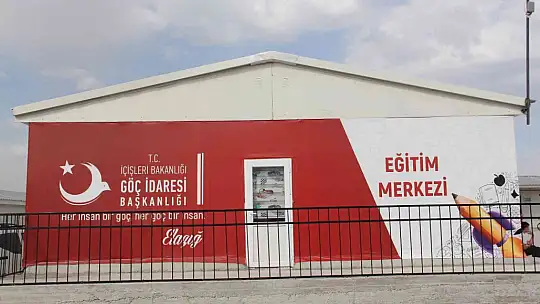 T.C.
İÇİŞLERİ BAKANLIĞI
GÖÇ İDARESİ
BAŞKANLIĞI
Her insan bir göç, her göç bir insan.
Elazığ
EĞİTİM
MERKEZİ